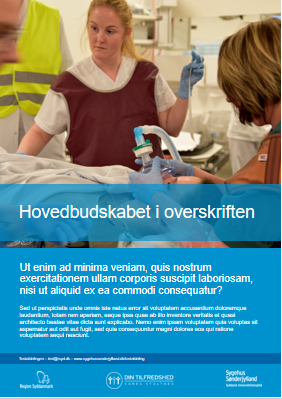 Hovedbudskabet i overskriften
Ut enim ad minima veniam, quis nostrum
exercitationem ullam corporis suscipit laboriosam,
nisi ut aliquid ex ea commodi consequatur?
Sed ut perspiciatis unde omnis iste natus error sit voluptatem accusantium doloremque
laudantium, totam rem aperiam, eaque ipsa quae ab illo inventore veritatis et quasi
architecto beatae vitae dicta sunt explicabo. Nemo enim ipsam voluptatem quia voluptas sit
aspernatur aut odit aut fugit, sed quia consequuntur magni dolores eos qui ratione
voluptatem sequi nesciunt.
Region Syddanmark
DIN TILFREDSHED
VORES STOLTHED
Sygehus
Sønderjylland